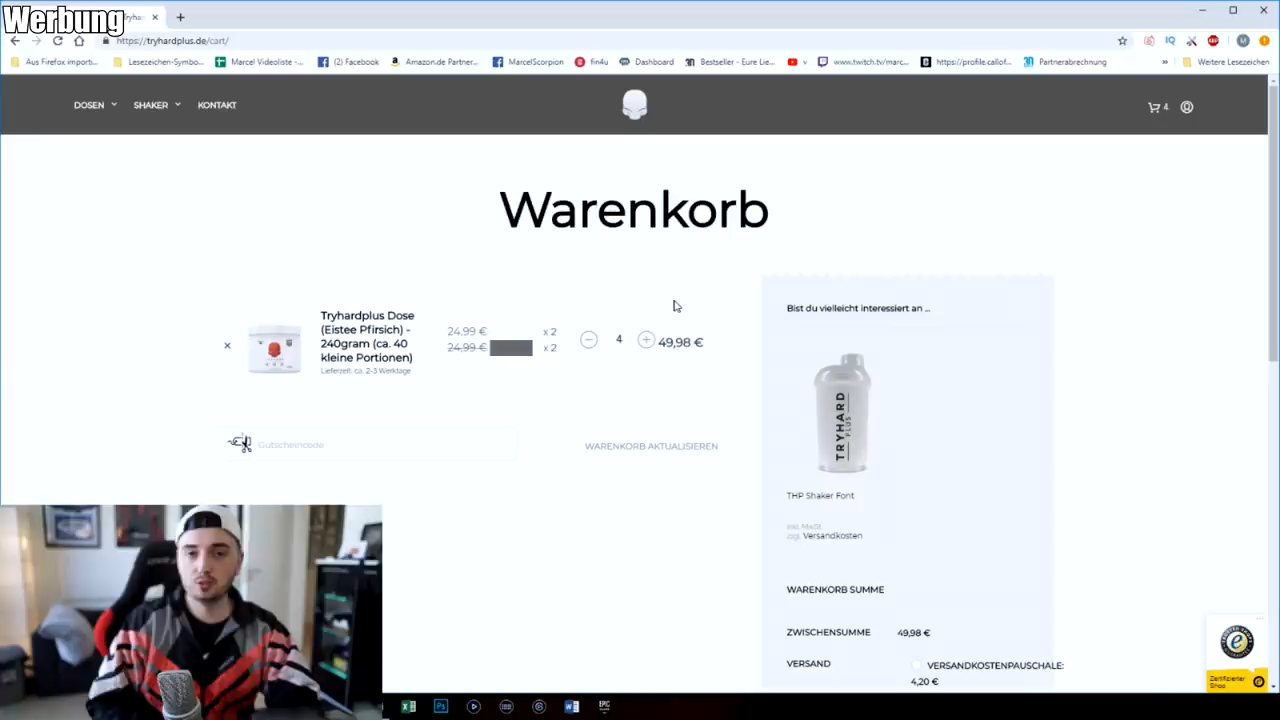 Werbung
Tryha
https://tryhardplus.de/cart/
Aus Firefox importi...
Lesezeichen-Symbo...
Marcel Videoliste -...
(2) Facebook
Amazon.de Partner...
MarcelScorpion
fin4u
Dashboard
Bestseller - Eure Lie...
www.twitch.tv/marc...
https://profile.callof...
Partnerabrechnung
»
Weitere Lesezeichen
DOSEN
SHAKER
KONTAKT
4
Warenkorb
Tryhardplus Dose
(Eistee Pfirsich) -
240gram (ca. 40
kleine Portionen)
Lieferzeit: ca. 2-3 Werktage
24,99 € x 2
24,99 € x 2
4
49,98 €
Gutscheincode
WARENKORB AKTUALISIEREN
Bist du vielleicht interessiert an ...
TRYHARD
PLUS
THP Shaker Font
inkl. MwSt.
zzgl. Versandkosten
WARENKORB SUMME
ZWISCHENSUMME 49,98 €
VERSAND VERSANDKOSTENPAUSCHALE:
4,20 €
Zertifizierter
Shop
EPIC